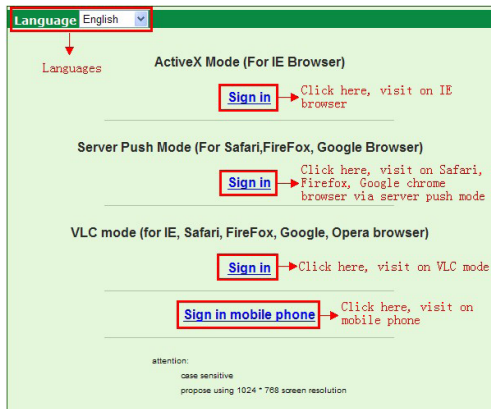 Language English
Languages
ActiveX Mode (For IE Browser)
Sign in
Click here, visit on IE
browser
Server Push Mode (For Safari,FireFox, Google Browser)
Sign in
Click here, visit on Safari,
Firefox, Google chrome
browser via server push mode
VLC mode (for IE, Safari, FireFox, Google, Opera browser)
Sign in
Click here, visit on VLC mode
Sign in mobile phone
Click here, visit on
mobile phone
attention:
case sensitive
propose using 1024 * 768 screen resolution